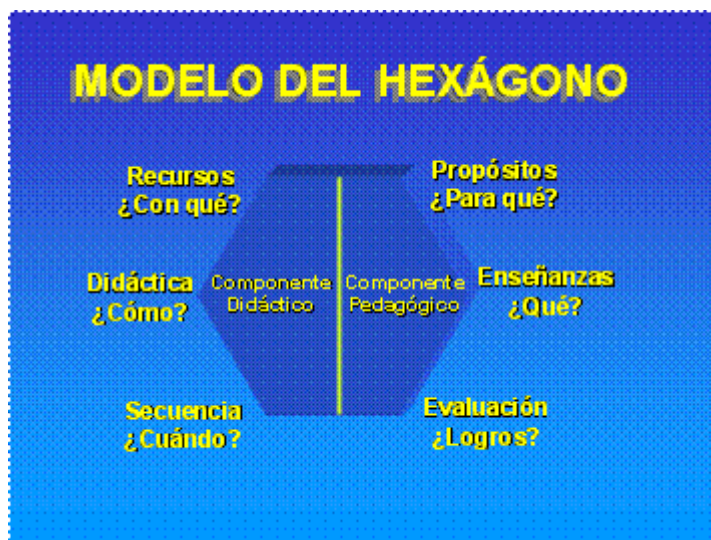 MODELO DEL HEXÁGONO
Recursos
¿Con qué?
Propósitos
¿Para qué?
Didáctica
¿Cómo?
Componente
Didáctico
Componente
Pedagógico
Enseñanzas
¿Qué?
Secuencia
¿Cuándo?
Evaluación
¿Logros?